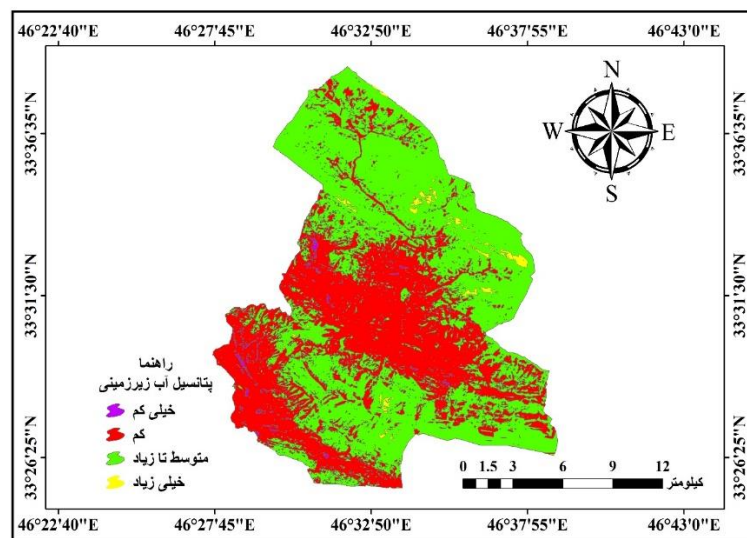 46°22'40"E 46°27'45"E 46°32'50"E 46°37'55"E 46°43'0"E
33°36'35"N 33°36'35"N
33°31'30"N 33°31'30"N
33°26'25"N 33°26'25"N
N
W E
S
راهنما
پتانسیل آب زیرزمینی
خیلی کم
کم
متوسط تا زیاد
خیلی زیاد
0 1.5 3 6 9 12
کیلومتر
46°22'40"E 46°27'45"E 46°32'50"E 46°37'55"E 46°43'0"E